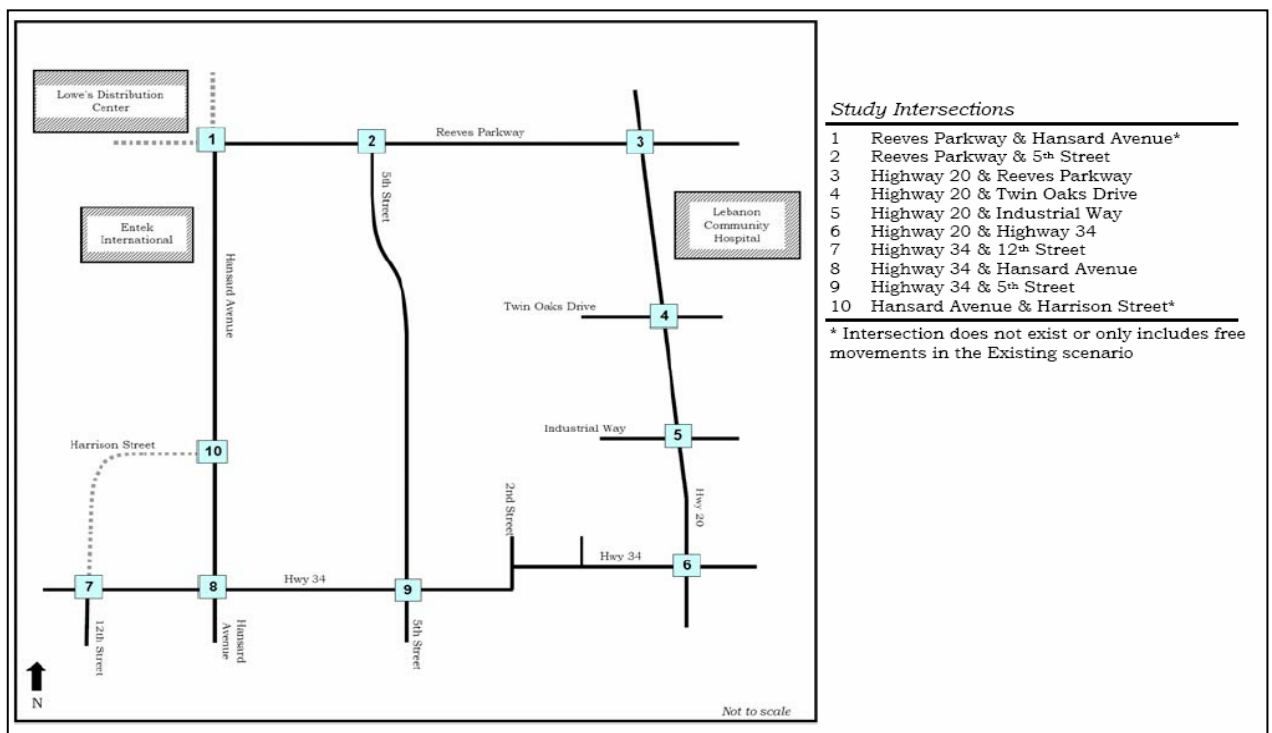 Lowe's Distribution
Center
1
2
Reeves Parkway
3
5th Street
Entek
International
Lebanon
Community
Hospital
Hansard Avenue
Twin Oaks Drive
4
Industrial Way
5
Harrison Street
10
2nd Street
Hwy 20
Hwy 34
6
7
8
Hwy 34
9
12th Street
Hansard
Avenue
5th Street
N
Not to scale
Study Intersections
1 Reeves Parkway & Hansard Avenue*
2 Reeves Parkway & 5th Street
3 Highway 20 & Reeves Parkway
4 Highway 20 & Twin Oaks Drive
5 Highway 20 & Industrial Way
6 Highway 20 & Highway 34
7 Highway 34 & 12th Street
8 Highway 34 & Hansard Avenue
9 Highway 34 & 5th Street
10 Hansard Avenue & Harrison Street*
* Intersection does not exist or only includes free
movements in the Existing scenario